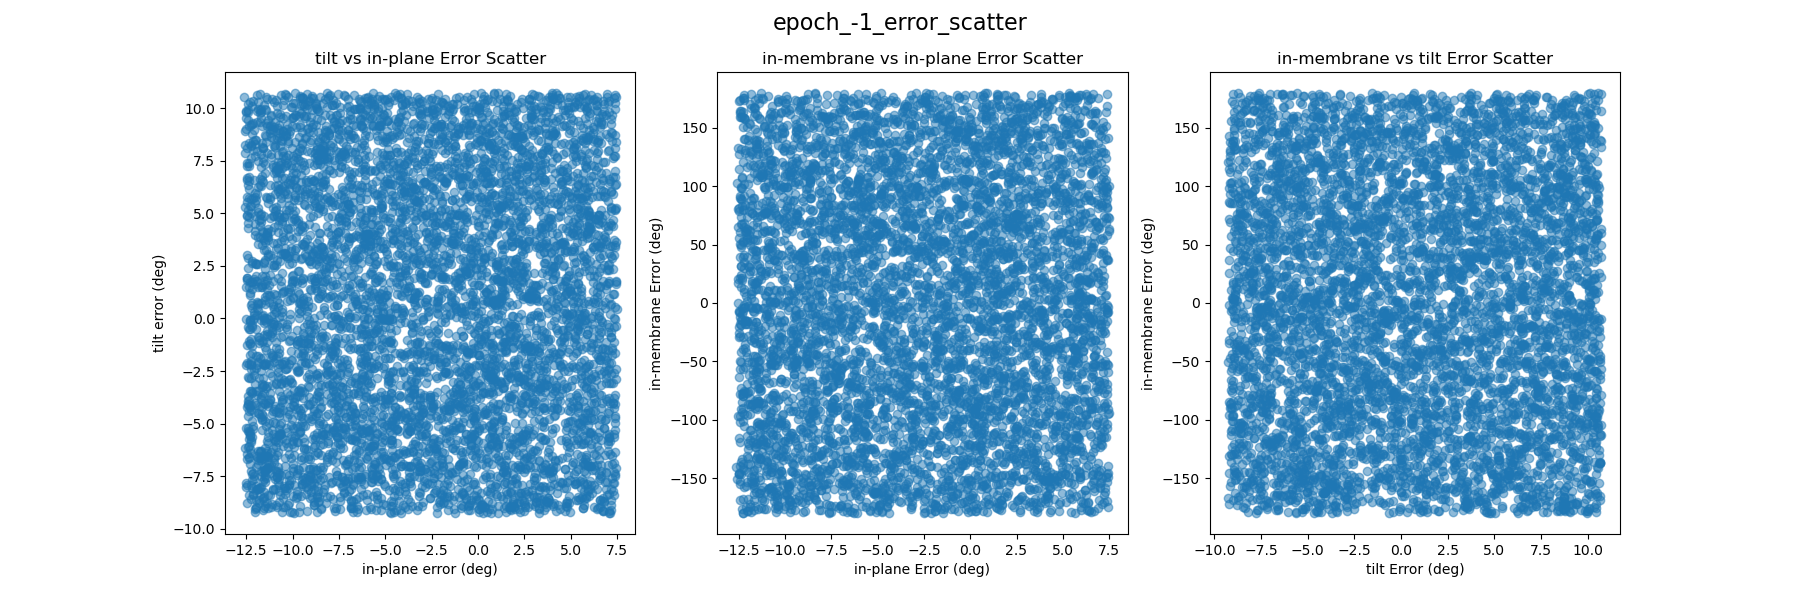 epoch_-1_error_scatter
tilt vs in-plane Error Scatter
tilt error (deg)
10.0
7.5
5.0
2.5
0.0
−2.5
−5.0
−7.5
−10.0
−12.5 −10.0 −7.5 −5.0 −2.5 0.0 2.5 5.0 7.5
in-plane error (deg)
in-membrane vs in-plane Error Scatter
in-membrane Error (deg)
150
100
50
0
−50
−100
−150
−12.5 −10.0 −7.5 −5.0 −2.5 0.0 2.5 5.0 7.5
in-plane Error (deg)
in-membrane vs tilt Error Scatter
in-membrane Error (deg)
150
100
50
0
−50
−100
−150
−10.0 −7.5 −5.0 −2.5 0.0 2.5 5.0 7.5 10.0
tilt Error (deg)